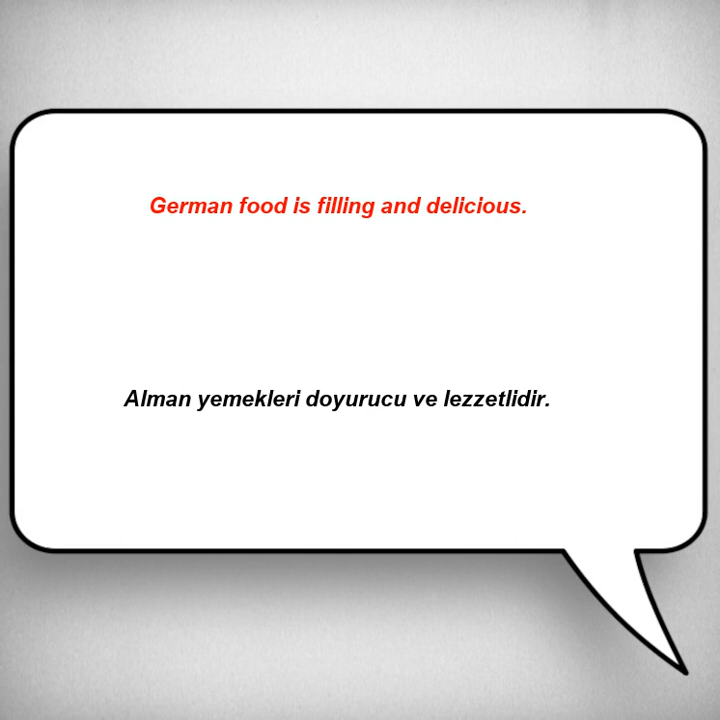 German food is filling and delicious.
Alman yemekleri doyurucu ve lezzetlidir.